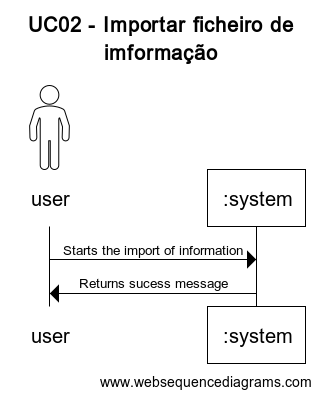 UC02 - Importar ficheiro de
imformação
user
:system
Starts the import of information
Returns sucess message
user
:system
www.websequencediagrams.com